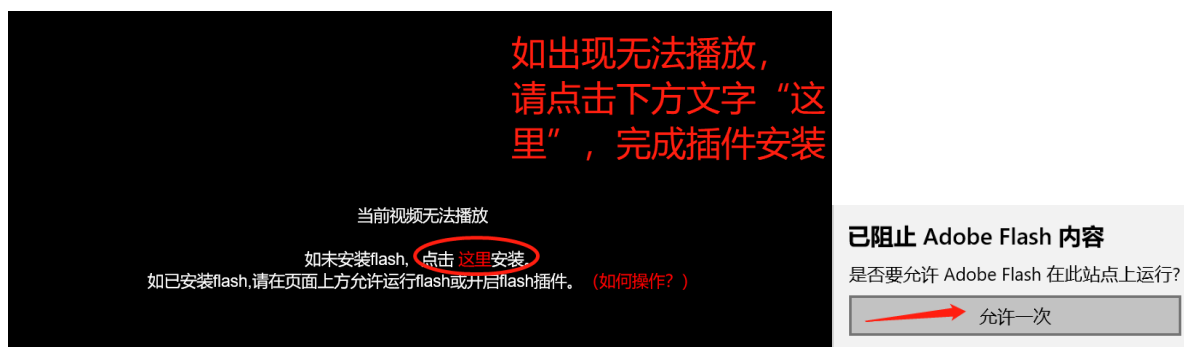 如出现无法播放，
请点击下方文字“这
里”，完成插件安装
当前视频无法播放
如未安装flash，点击 这里安装。
如已安装flash,请在页面上方允许运行flash或开启flash插件。（如何操作？）
已阻止 Adobe Flash 内容
是否要允许 Adobe Flash 在此站点上运行?
允许一次